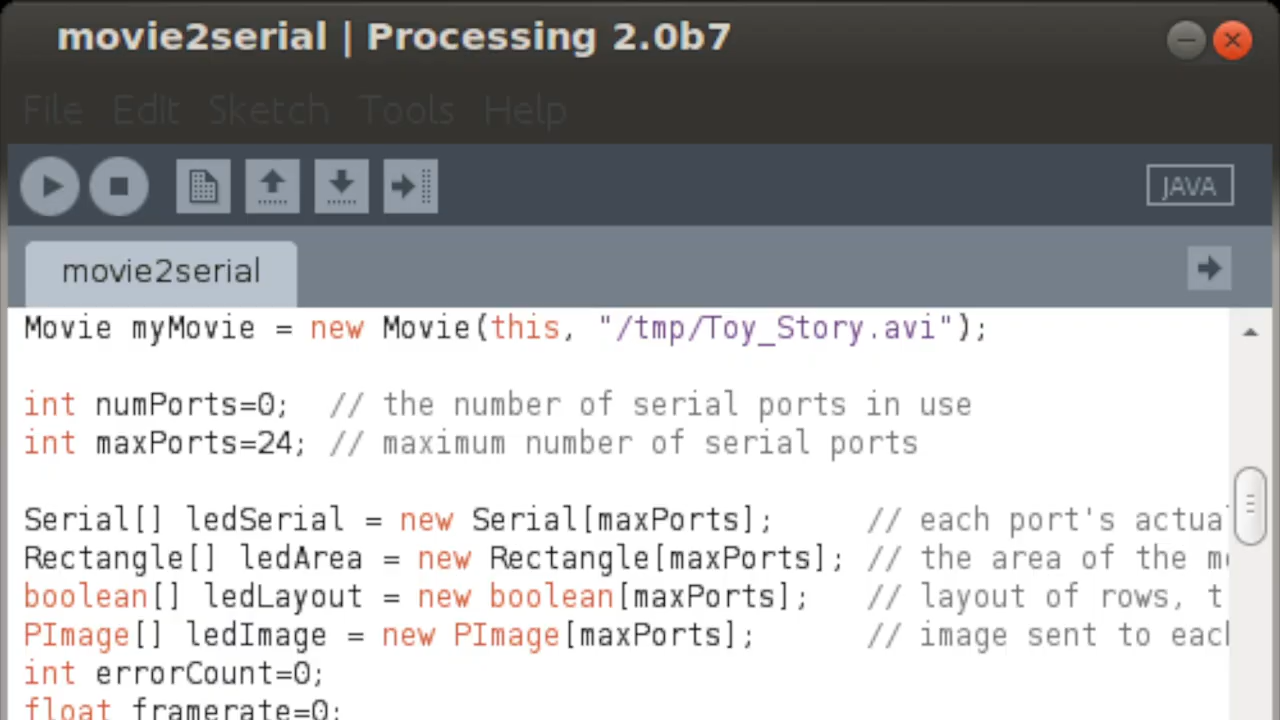 movie2serial | Processing 2.0b7
File Edit Sketch Tools Help
JAVA
movie2serial
Movie myMovie = new Movie(this, "/tmp/Toy_Story.avi");
int numPorts=0;  // the number of serial ports in use
int maxPorts=24; // maximum number of serial ports
Serial[] ledSerial = new Serial[maxPorts];     // each port's actual
Rectangle[] ledArea = new Rectangle[maxPorts]; // the area of the m
boolean[] ledLayout = new boolean[maxPorts];   // layout of rows, t
PImage[] ledImage = new PImage[maxPorts];      // image sent to each
int errorCount=0;
float framerate=0;